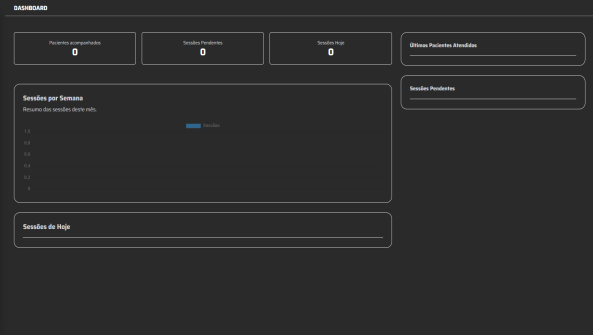 DASHBOARD
Pacientes acompanhados
0
Sessões Pendentes
0
Sessões Hoje
0
Últimos Pacientes Atendidos
Sessões Pendentes
Sessões por Semana
Resumo das sessões deste mês.
Sessões
1.0
0.8
0.6
0.4
0.2
0
Sessões de Hoje